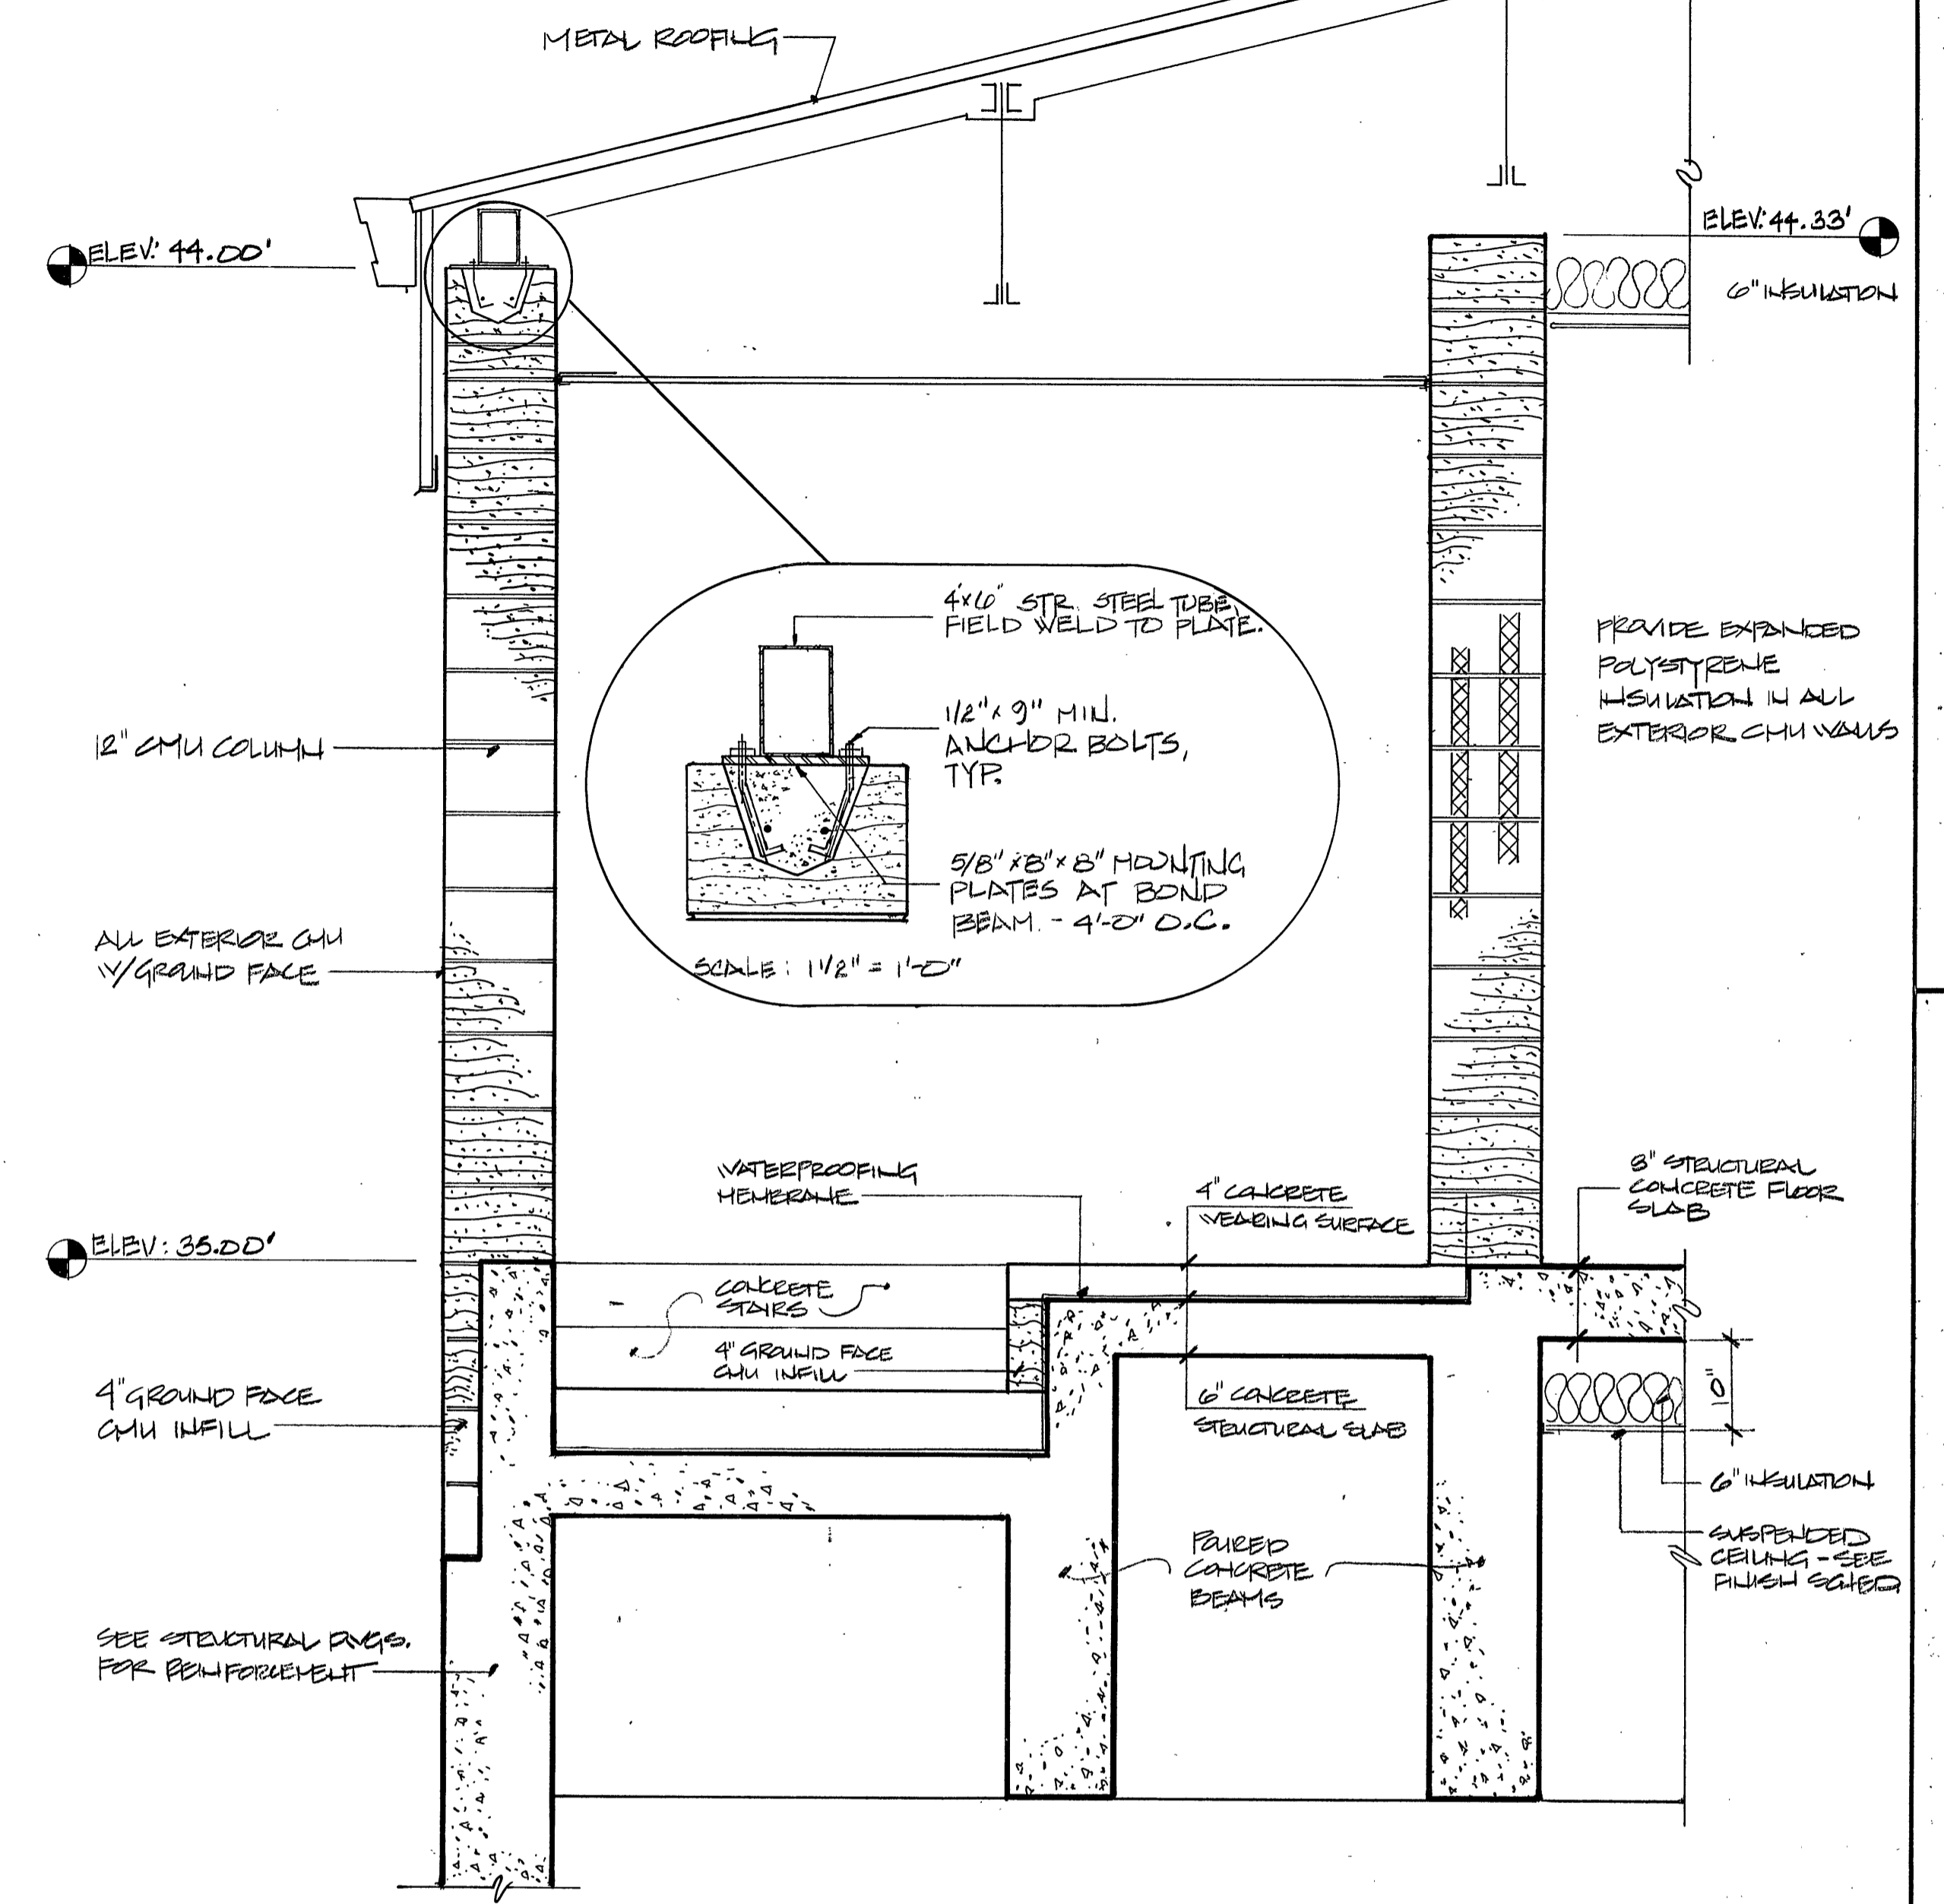 METAL ROOFING
ELEV: 44.00'
ELEV: 44.33'
6" INSULATION
4"x6" STR. STEEL TUBE,
FIELD WELD TO PLATE.
PROVIDE EXPANDED
POLYSTYRENE
INSULATION IN ALL
EXTERIOR CMU WALLS
12" CMU COLUMN
1/2" x 9" MIN.
ANCHOR BOLTS,
TYP.
5/8" x 8" x 8" MOUNTING
PLATES AT BOND
BEAM. - 4'-0" O.C.
SCALE: 1 1/2" = 1'-0"
ALL EXTERIOR CMU
W/GROUND FACE
WATERPROOFING
MEMBRANE
4" CONCRETE
WEARING SURFACE
8" STRUCTURAL
CONCRETE FLOOR
SLAB
ELEV: 35.00'
CONCRETE
STAIRS
4" GROUND FACE
CMU INFILL
4" GROUND FACE
CMU INFILL
6" CONCRETE
STRUCTURAL SLAB
10"
6" INSULATION
SUSPENDED
CEILING - SEE
FINISH SCHED
POURED
CONCRETE
BEAMS
SEE STRUCTURAL DWGS.
FOR REINFORCEMENT